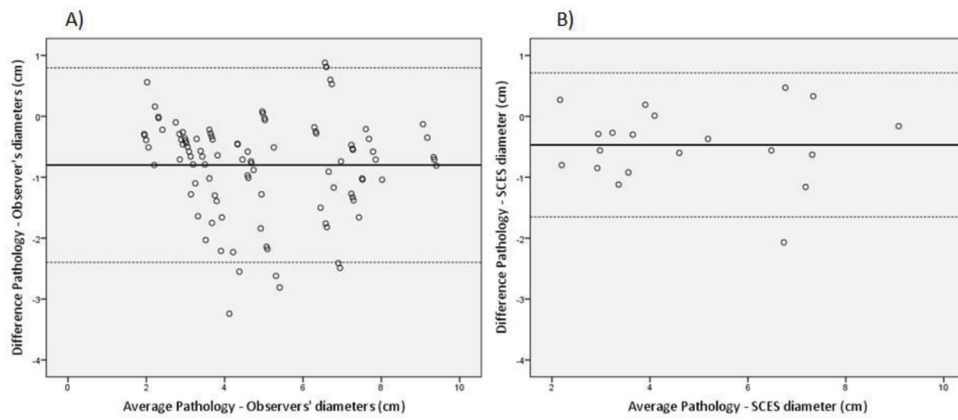 A)
Difference Pathology - Observer's diameters (cm)
1
0
-1
-2
-3
-4
0 2 4 6 8 10
Average Pathology - Observers' diameters (cm)
B)
Difference Pathology - SCES diameter (cm)
1
0
-1
-2
-3
-4
2 4 6 8 10
Average Pathology - SCES diameter (cm)